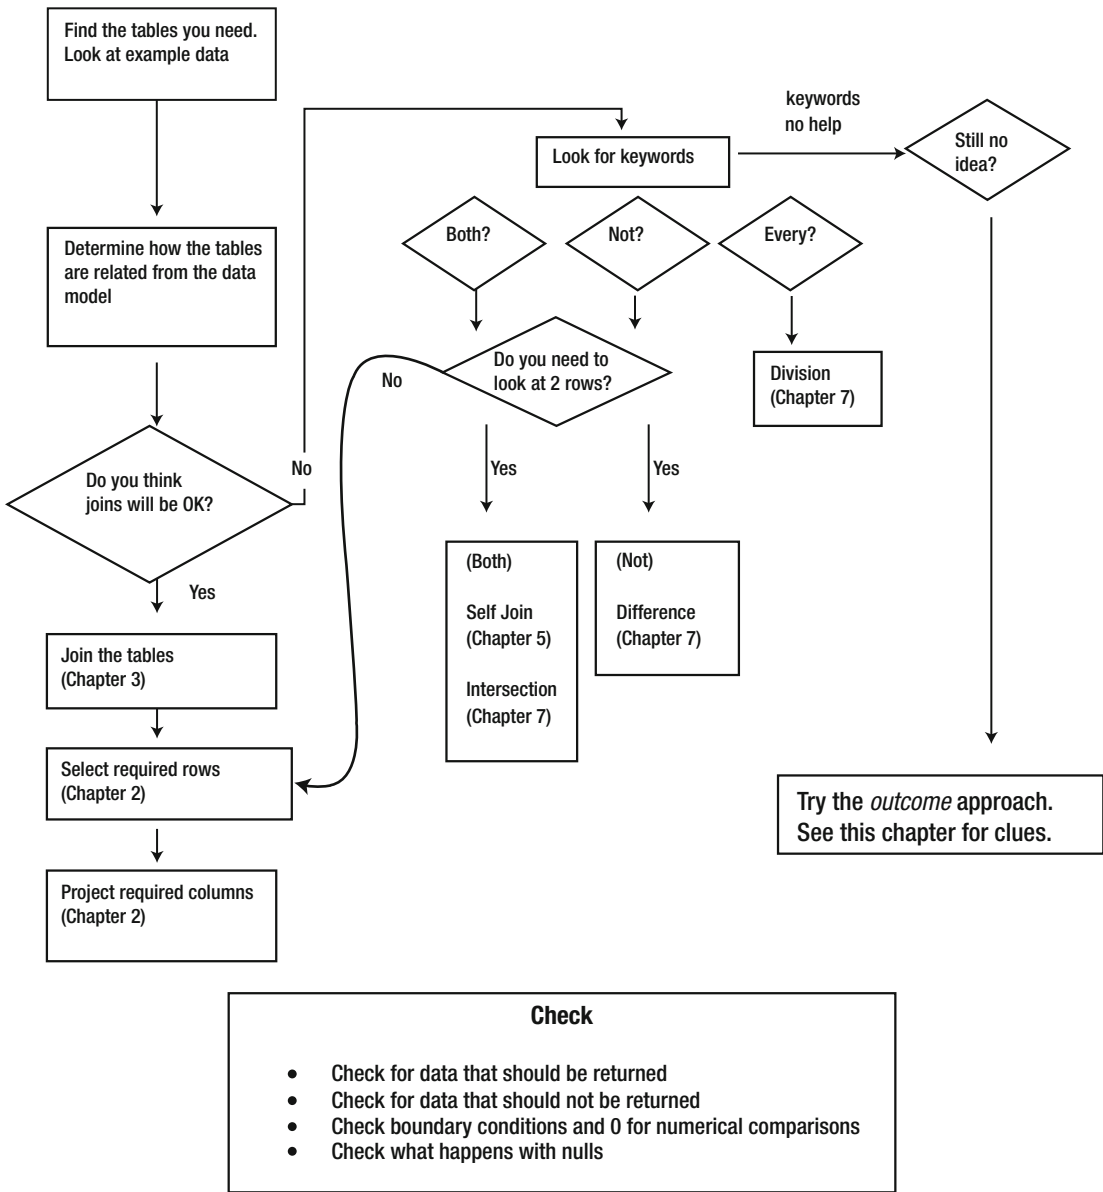 Find the tables you need.
Look at example data
Determine how the tables
are related from the data
model
Do you think
joins will be OK?
No
Yes
Join the tables
(Chapter 3)
Select required rows
(Chapter 2)
Project required columns
(Chapter 2)
Look for keywords
keywords
no help
Still no
idea?
Both?
Not?
Every?
Do you need to
look at 2 rows?
No
Yes
Yes
Division
(Chapter 7)
(Both)
Self Join
(Chapter 5)
Intersection
(Chapter 7)
(Not)
Difference
(Chapter 7)
Try the outcome approach.
See this chapter for clues.
Check
• Check for data that should be returned
• Check for data that should not be returned
• Check boundary conditions and 0 for numerical comparisons
• Check what happens with nulls